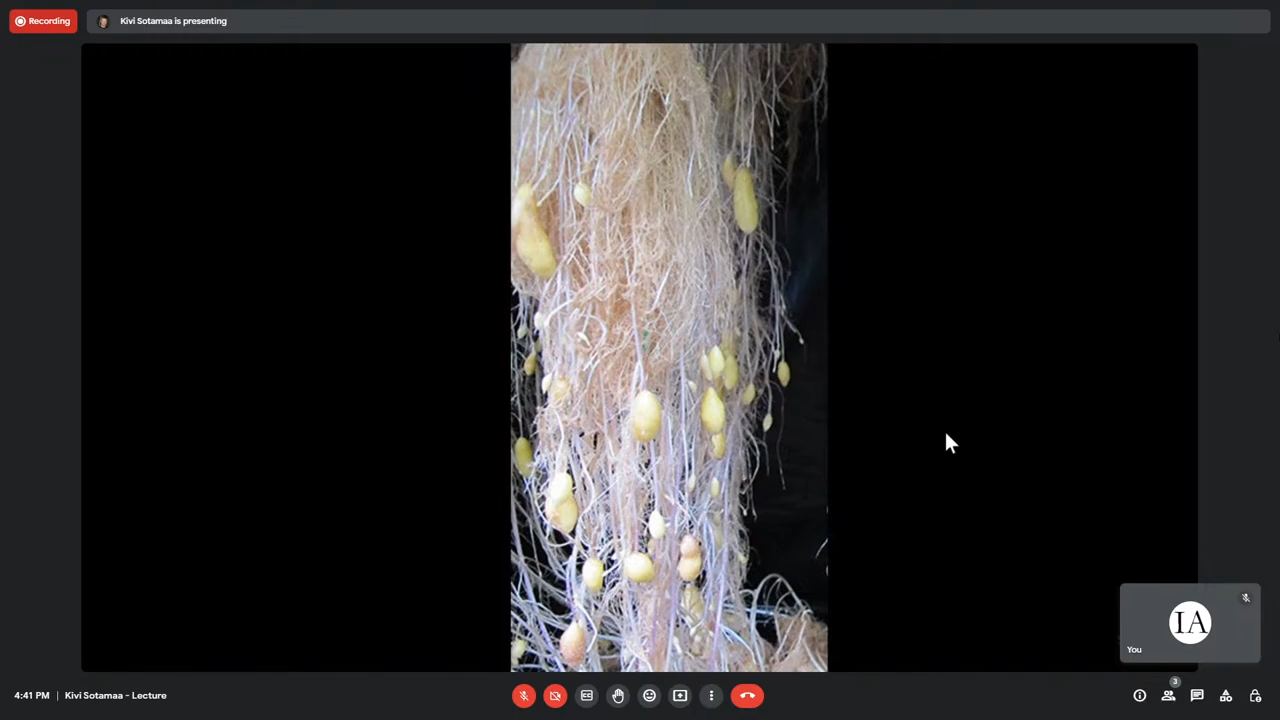 Recording
Kivi Sotamaa is presenting
IA
You
3
4:41 PM | Kivi Sotamaa - Lecture